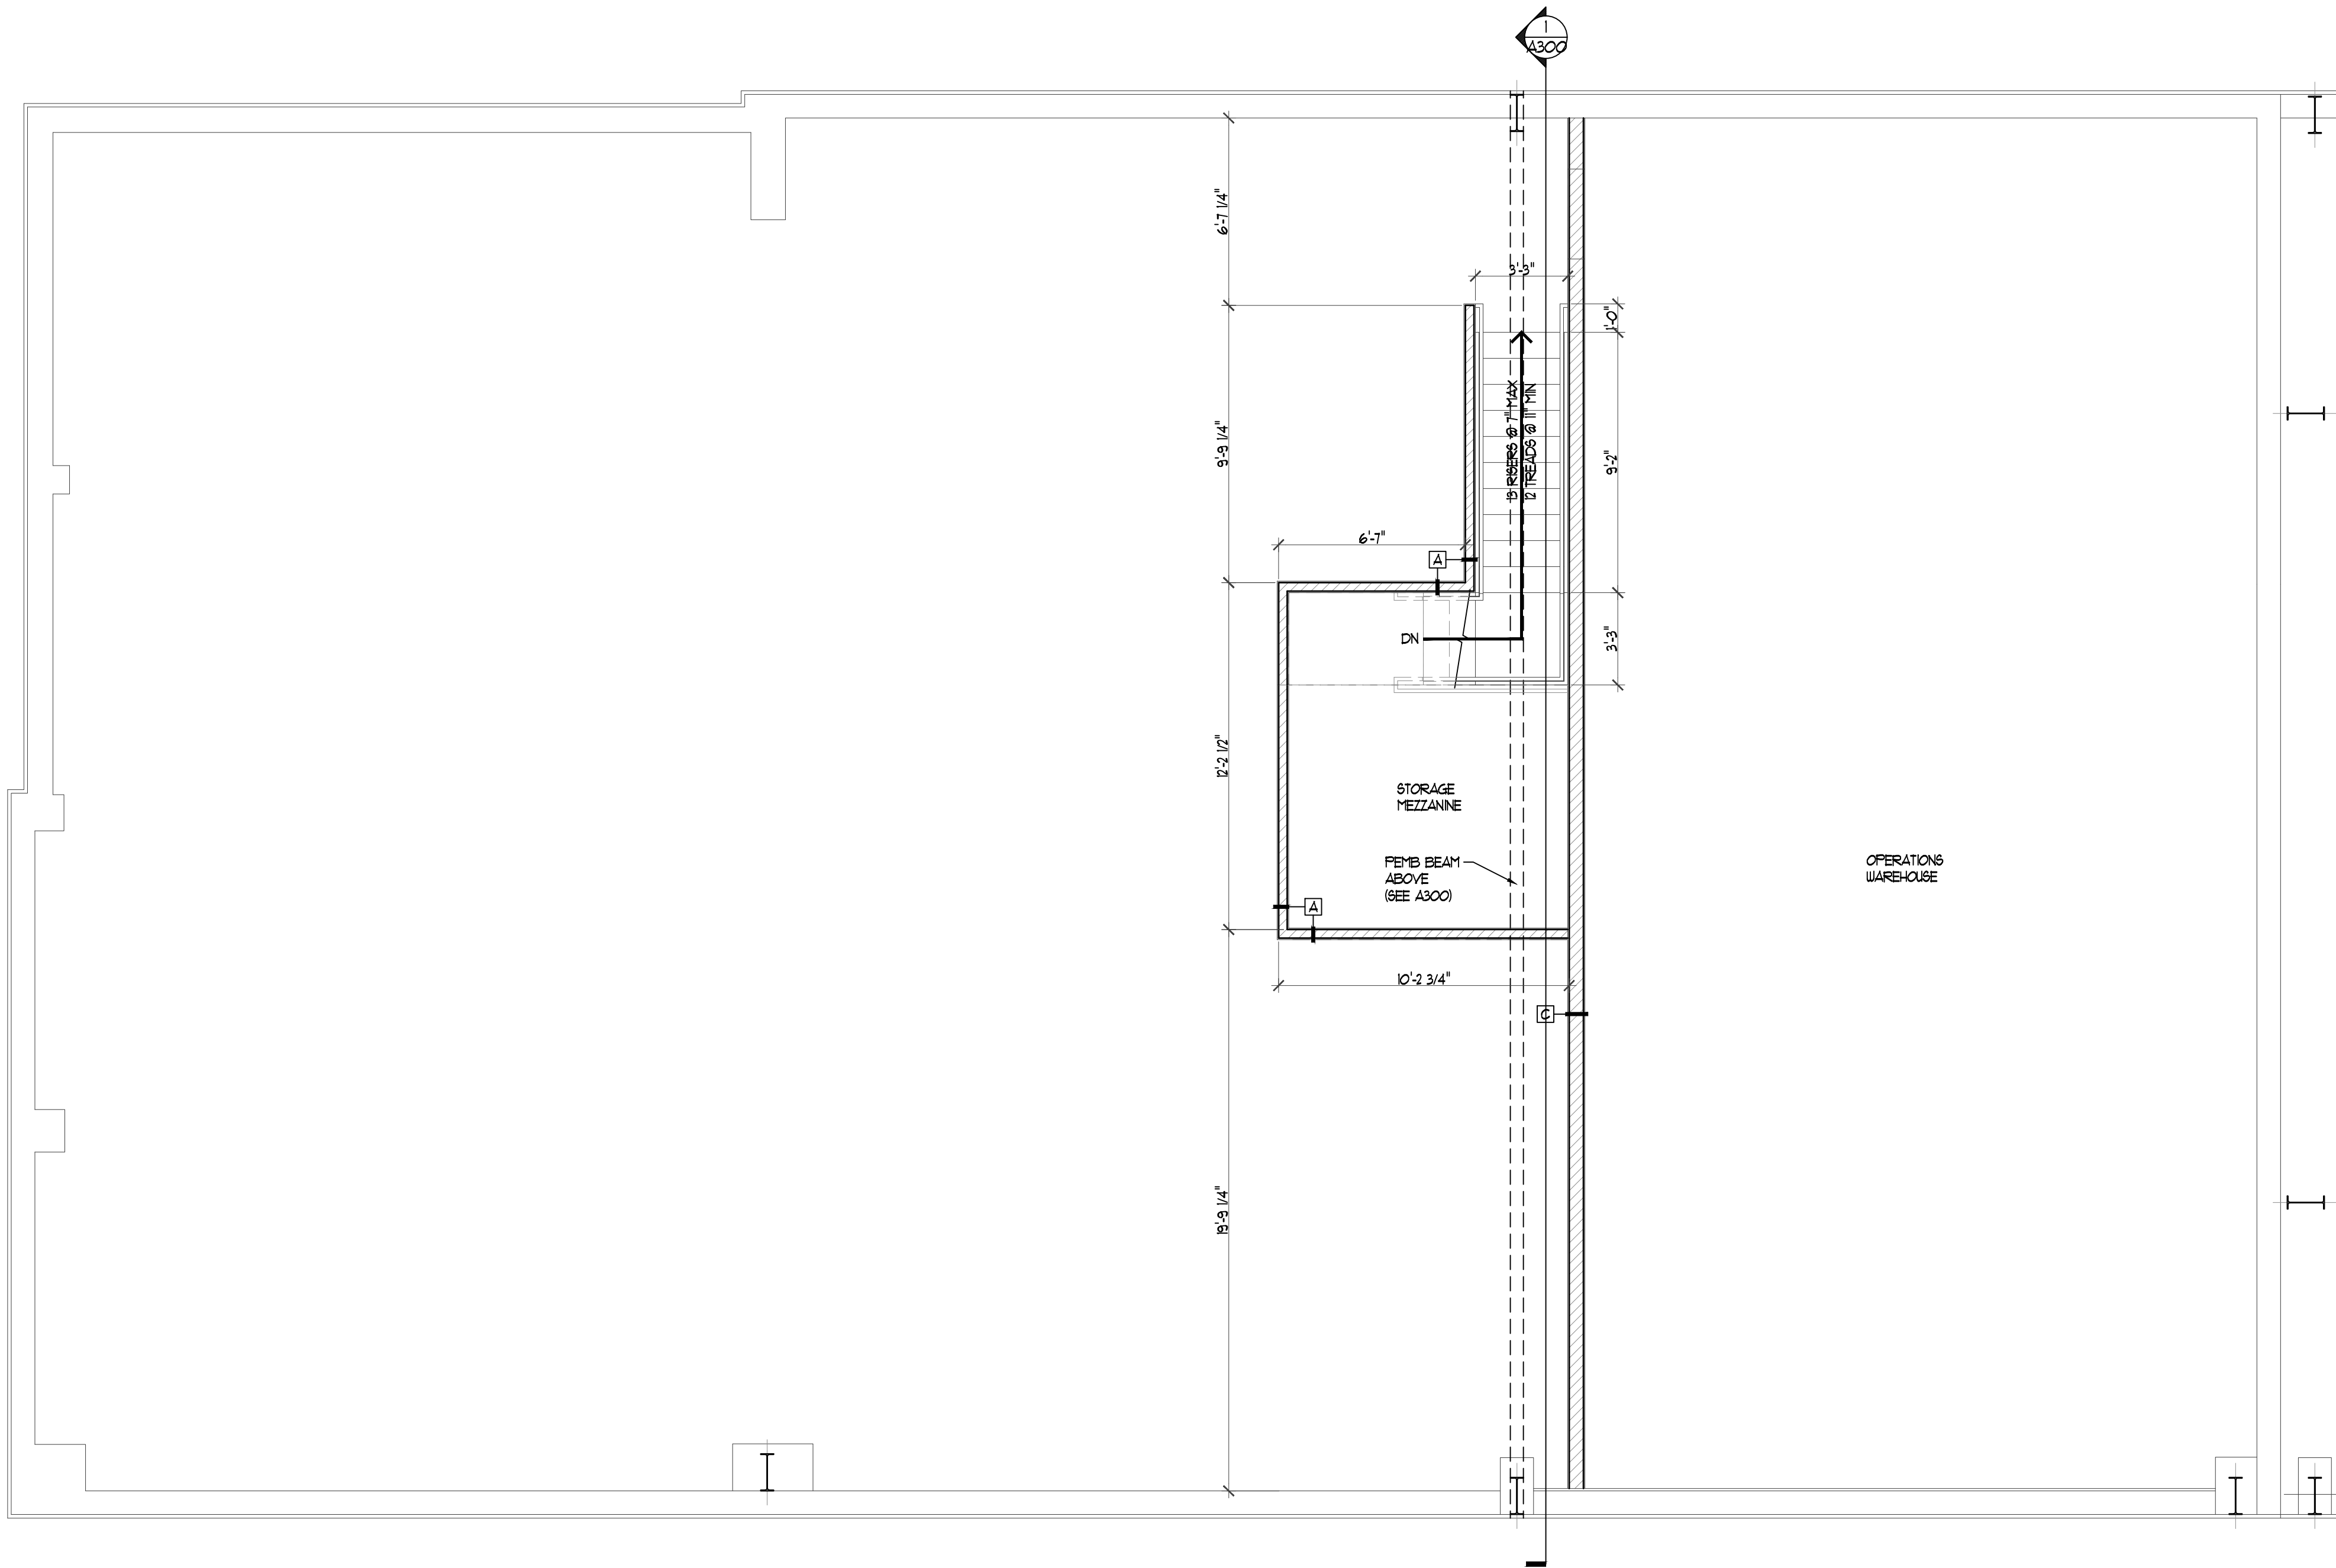 1
A300
6'-7 1/4"
3'-3"
1'-0"
13 RISERS @ 7" MAX
12 TREADS @ 11" MIN
9'-9 1/4"
9'-2"
6'-7"
A
DN
3'-3"
12'-2 1/2"
STORAGE
MEZZANINE
PEMB BEAM
ABOVE
(SEE A300)
OPERATIONS
WAREHOUSE
A
10'-2 3/4"
C
19'-9 1/4"